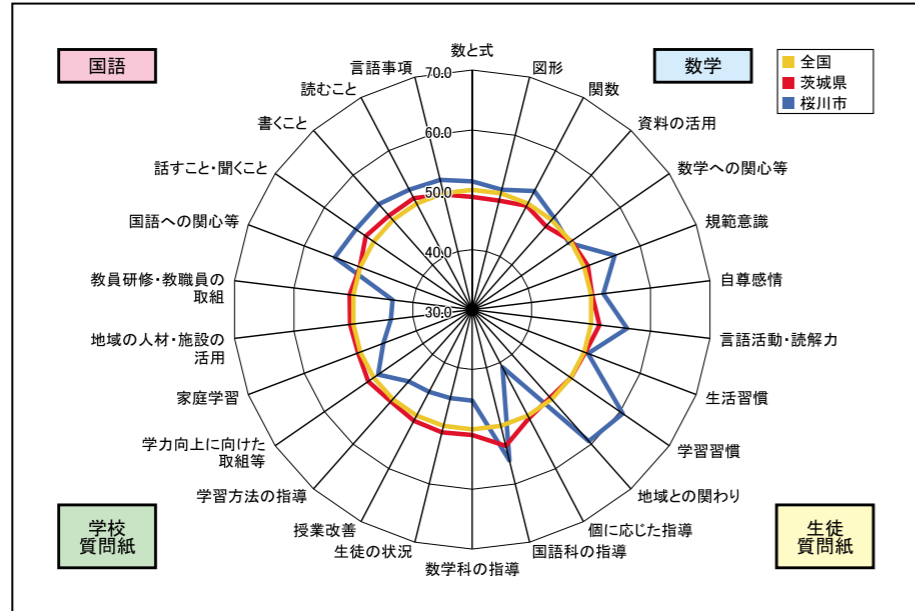 国語
数学
全国
茨城県
桜川市
数と式
図形
関数
資料の活用
数学への関心等
規範意識
自尊感情
言語活動・読解力
生活習慣
学習習慣
地域との関わり
個に応じた指導
国語科の指導
数学科の指導
生徒の状況
授業改善
学習方法の指導
学力向上に向けた
取組等
家庭学習
地域の人材・施設の
活用
教員研修・教職員の
取組
国語への関心等
話すこと・聞くこと
書くこと
読むこと
言語事項
70.0
60.0
50.0
40.0
30.0
学校
質問紙
生徒
質問紙